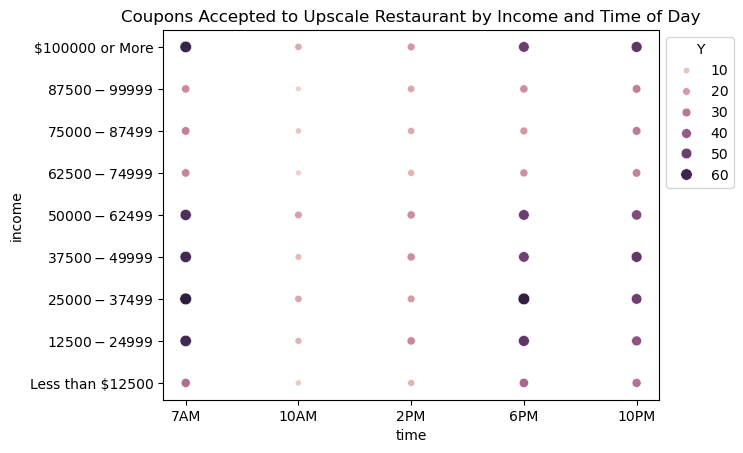 Coupons Accepted to Upscale Restaurant by Income and Time of Day
income
$100000 or More
87500 − 99999
75000 − 87499
62500 − 74999
50000 − 62499
37500 − 49999
25000 − 37499
12500 − 24999
Less than $12500
7AM 10AM 2PM 6PM 10PM
time
Y
10
20
30
40
50
60